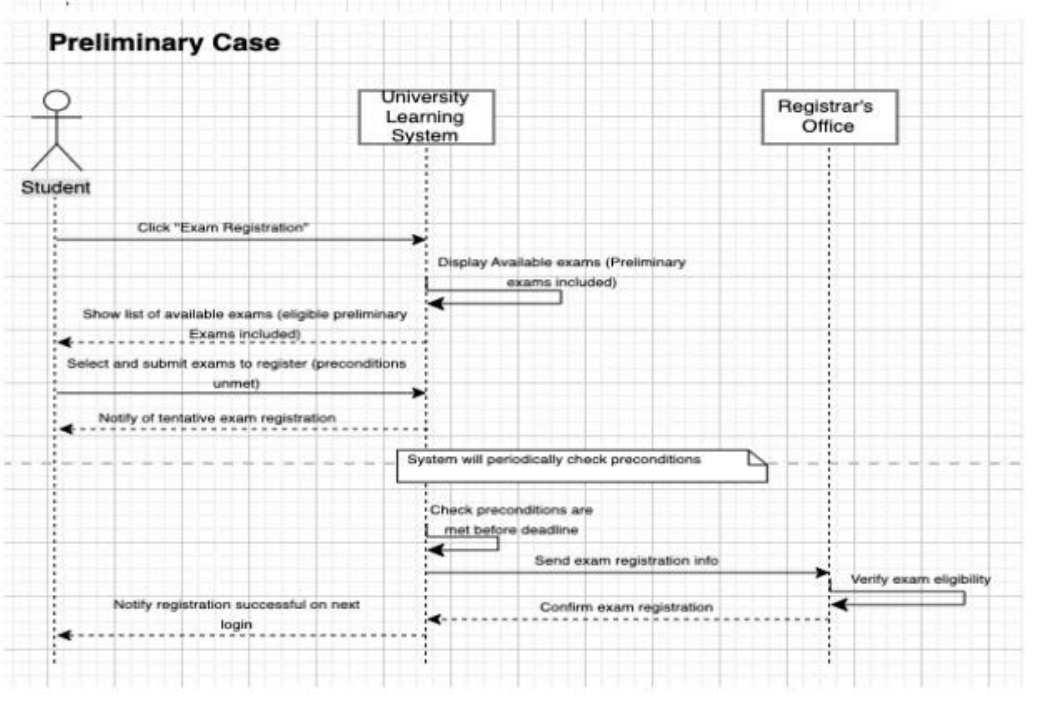 Preliminary Case
University
Learning
System
Registrar's
Office
Student
Click "Exam Registration"
Display Available exams (Preliminary
exams included)
Show list of available exams (eligible preliminary
Exams included)
Select and submit exams to register (preconditions
unmet)
Notify of tentative exam registration
System will periodically check preconditions
Check preconditions are
met before deadline
Send exam registration info
Verify exam eligibility
Notify registration successful on next
login
Confirm exam registration